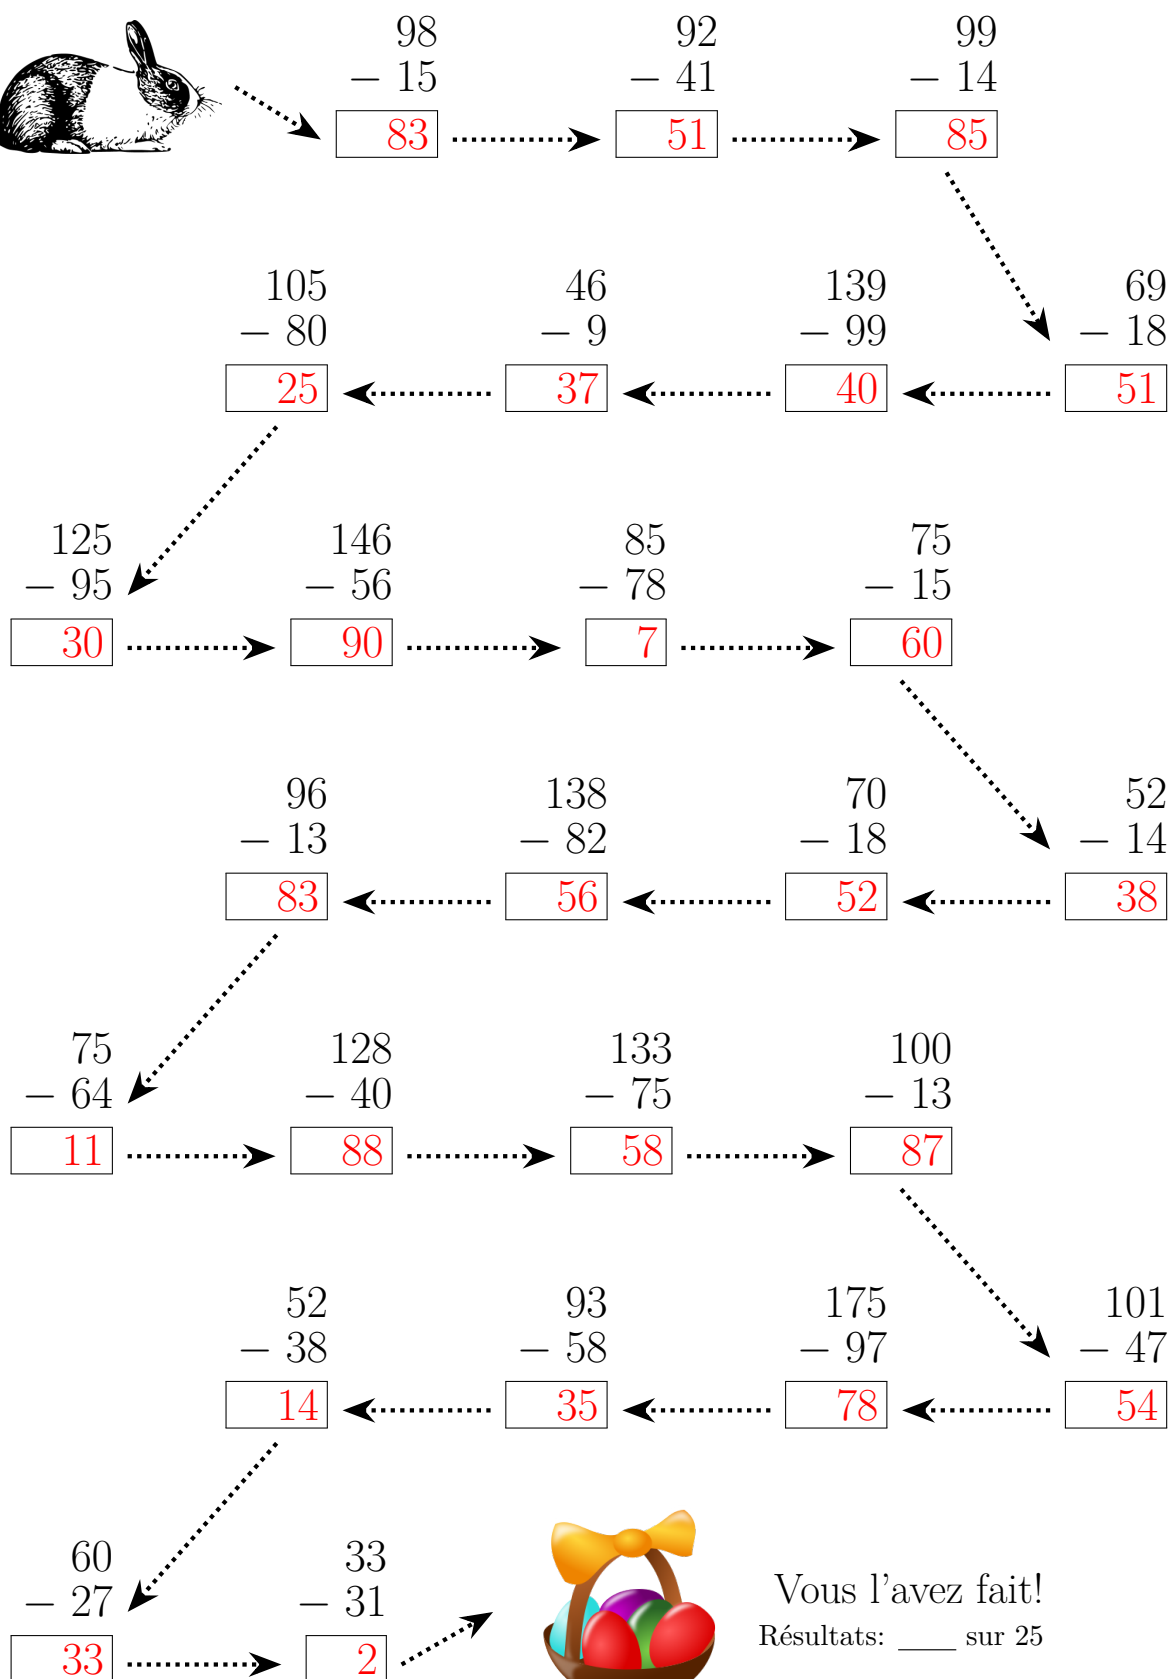 98 92 99
− 15 − 41 − 14
83 51 85
105 46 139 69
− 80 − 9 − 99 − 18
25 37 40 51
125 146 85 75
− 95 − 56 − 78 − 15
30 90 7 60
96 138 70 52
− 13 − 82 − 18 − 14
83 56 52 38
75 128 133 100
− 64 − 40 − 75 − 13
11 88 58 87
52 93 175 101
− 38 − 58 − 97 − 47
14 35 78 54
60 33
− 27 − 31
33 2
Vous l'avez fait!
Résultats: ____ sur 25